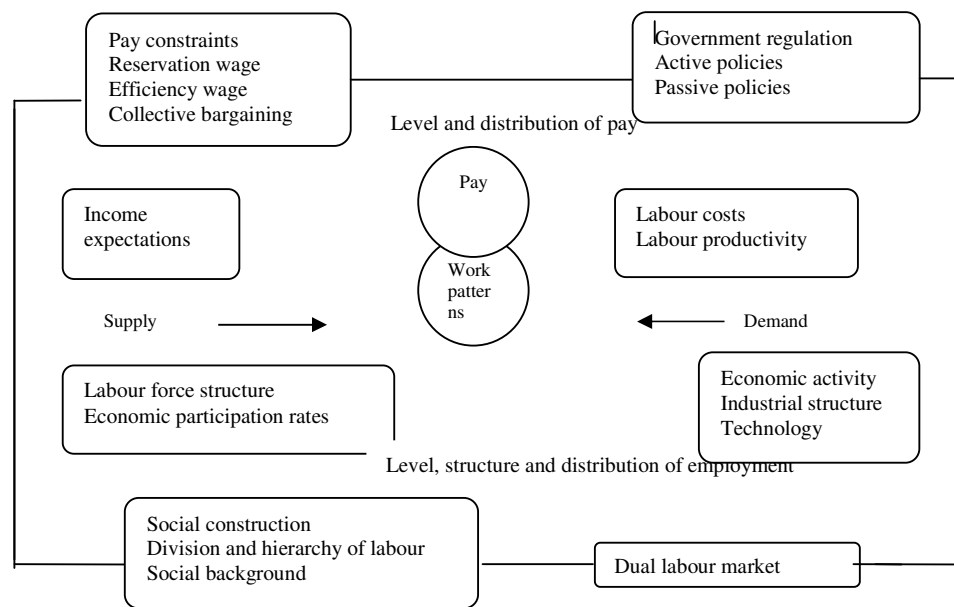 Pay constraints
Reservation wage
Efficiency wage
Collective bargaining
Government regulation
Active policies
Passive policies
Level and distribution of pay
Pay
Income
expectations
Labour costs
Labour productivity
Work
patter
ns
Supply
Demand
Labour force structure
Economic participation rates
Economic activity
Industrial structure
Technology
Level, structure and distribution of employment
Social construction
Division and hierarchy of labour
Social background
Dual labour market